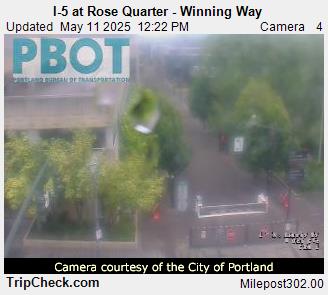 I-5 at Rose Quarter - Winning Way
Updated May 11 2025 12:22 PM Camera 4
PBOT
PORTLAND BUREAU OF TRANSPORTATION
Camera courtesy of the City of Portland
TripCheck.com Milepost302.00